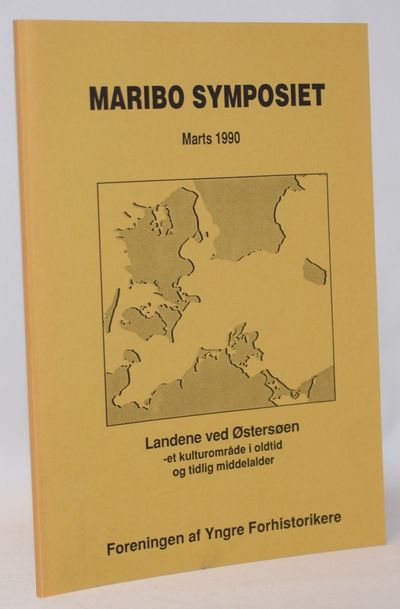 MARIBO SYMPOSIET
Marts 1990
Landene ved Østersøen
-et kulturområde i oldtid
og tidlig middelalder
Foreningen af Yngre Forhistorikere